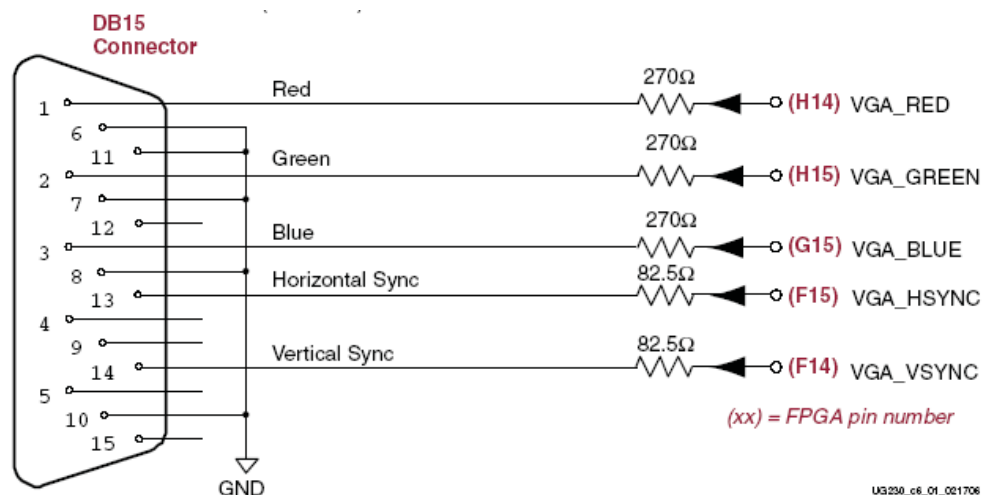 DB15
Connector
1
Red
270Ω
(H14) VGA_RED
6
11
2
Green
270Ω
(H15) VGA_GREEN
7
12
3
Blue
270Ω
(G15) VGA_BLUE
8
13
Horizontal Sync
82.5Ω
(F15) VGA_HSYNC
4
9
14
Vertical Sync
82.5Ω
(F14) VGA_VSYNC
5
10
15
(xx) = FPGA pin number
GND
UG230_c6_01_021706